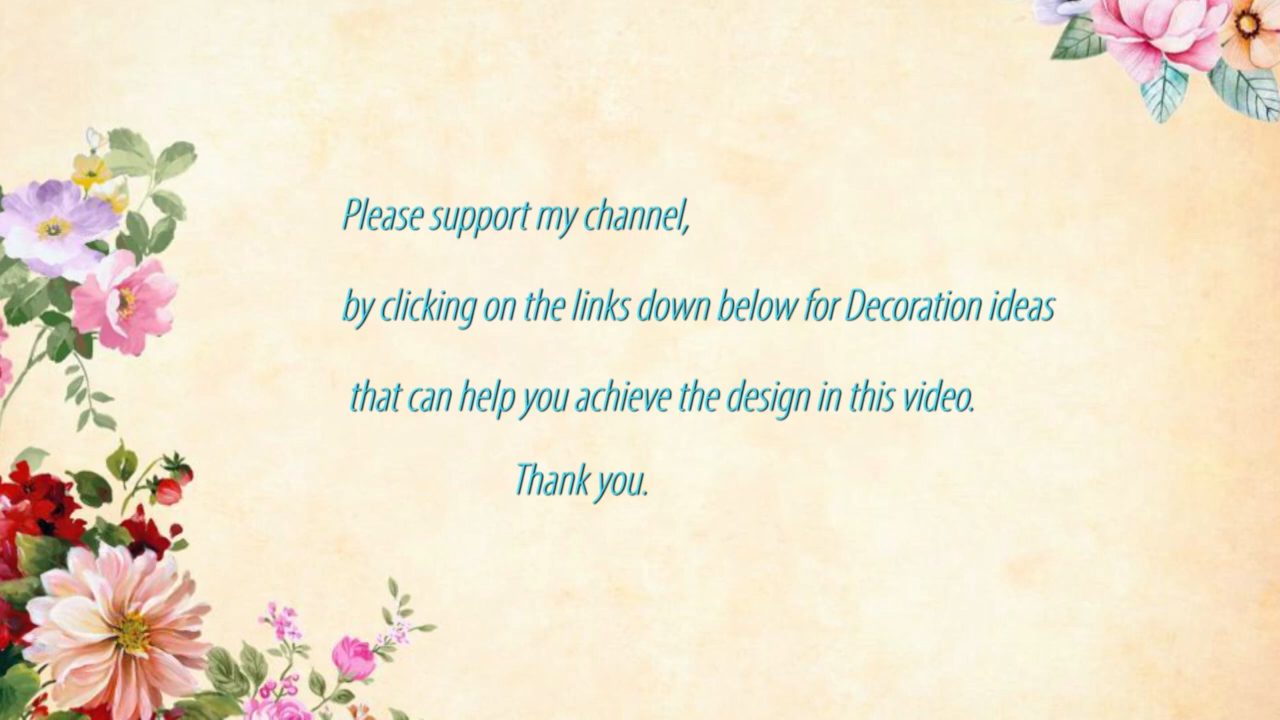 Please support my channel,
by clicking on the links down below for Decoration ideas
that can help you achieve the design in this video.
Thank you.